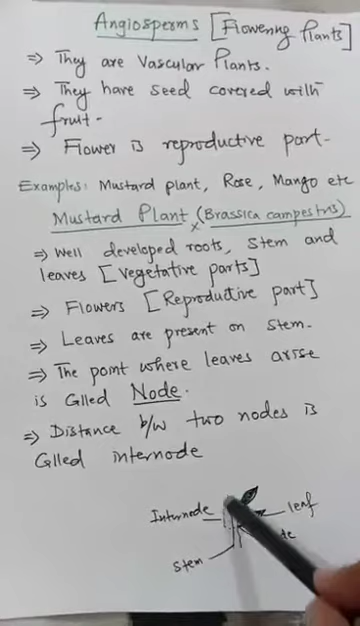 Angiosperms [Flowering Plants]
⇒ They are Vascular Plants.
⇒ They have seed covered with
fruit.
⇒ Flower is reproductive part.
Examples: Mustard plant, Rose, Mango etc
Mustard Plant (Brassica campestris)
⇒ Well developed roots, Stem and
leaves [Vegetative parts]
⇒ Flowers [Reproductive part]
⇒ Leaves are present on Stem.
⇒ The point where leaves arise
is Called Node.
⇒ Distance b/w two nodes is
Called internode
Internode
leaf
de
Stem